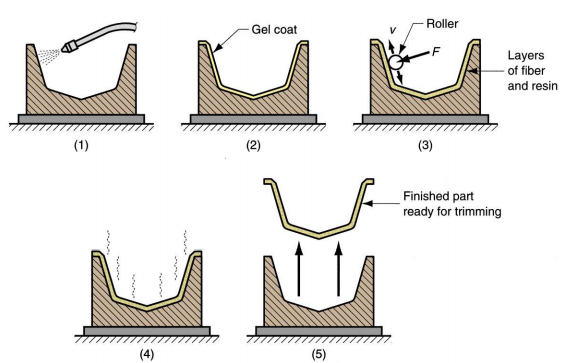 Gel coat
v
Roller
F
Layers
of fiber
and resin
(1)
(2)
(3)
Finished part
ready for trimming
(4)
(5)